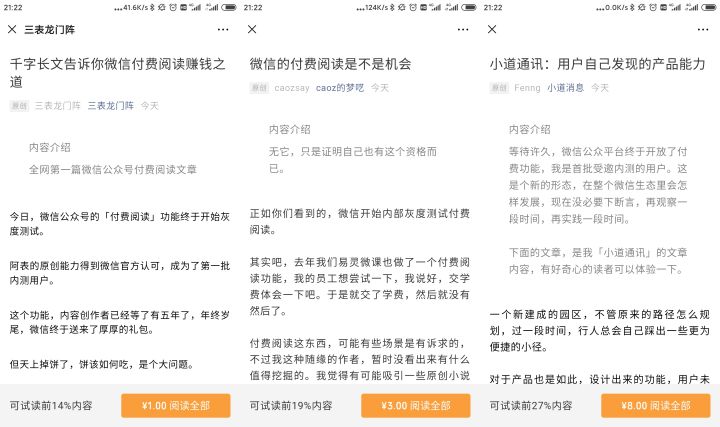 21:22
...41.6K/s
三表龙门阵
千字长文告诉你微信付费阅读赚钱之
道
原创 三表龙门阵 三表龙门阵 今天
内容介绍
全网第一篇微信公众号付费阅读文章
今日，微信公众号的「付费阅读」功能终于开始灰
度测试。
阿表的原创能力得到微信官方认可，成为了第一批
内测用户。
这个功能，内容创作者已经等了有五年了，年终岁
尾，微信终于送来了厚厚的礼包。
但天上掉饼了，饼该如何吃，是个大问题。
可试读前14%内容
¥1.00 阅读全部
21:22
...124K/s
微信的付费阅读是不是机会
原创 caozsay caoz的梦呓 今天
内容介绍
无它，只是证明自己也有这个资格而
已。
正如你们看到的，微信开始内部灰度测试付费
阅读。
其实吧，去年我们易灵微课也做了一个付费阅
读功能，我的员工想尝试一下，我说好，交学
费体会一下吧。于是就交了学费，然后就没有
然后了。
付费阅读这东西，可能有些场景是有诉求的，
不过我这种随缘的作者，暂时没看出来有什么
值得挖掘的。我觉得有可能吸引一些原创小说
可试读前19%内容
¥3.00 阅读全部
21:22
...0.0K/s
小道通讯：用户自己发现的产品能力
原创 Fenng 小道消息 今天
内容介绍
等待许久，微信公众平台终于开放了付
费功能，我是首批受邀内测的用户。这
是个新的形态，在整个微信生态里会怎
样发展，现在没必要下断言，再观察一
段时间，再实践一段时间。
下面的文章，是我「小道通讯」的文章
内容，有好奇心的读者可以体验一下。
一个新建成的园区，不管原来的路径怎么规
划，过一段时间，行人总会自己踩出一些更为
便捷的小径。
对于产品也是如此，设计出来的功能，用户未
可试读前27%内容
¥8.00 阅读全部